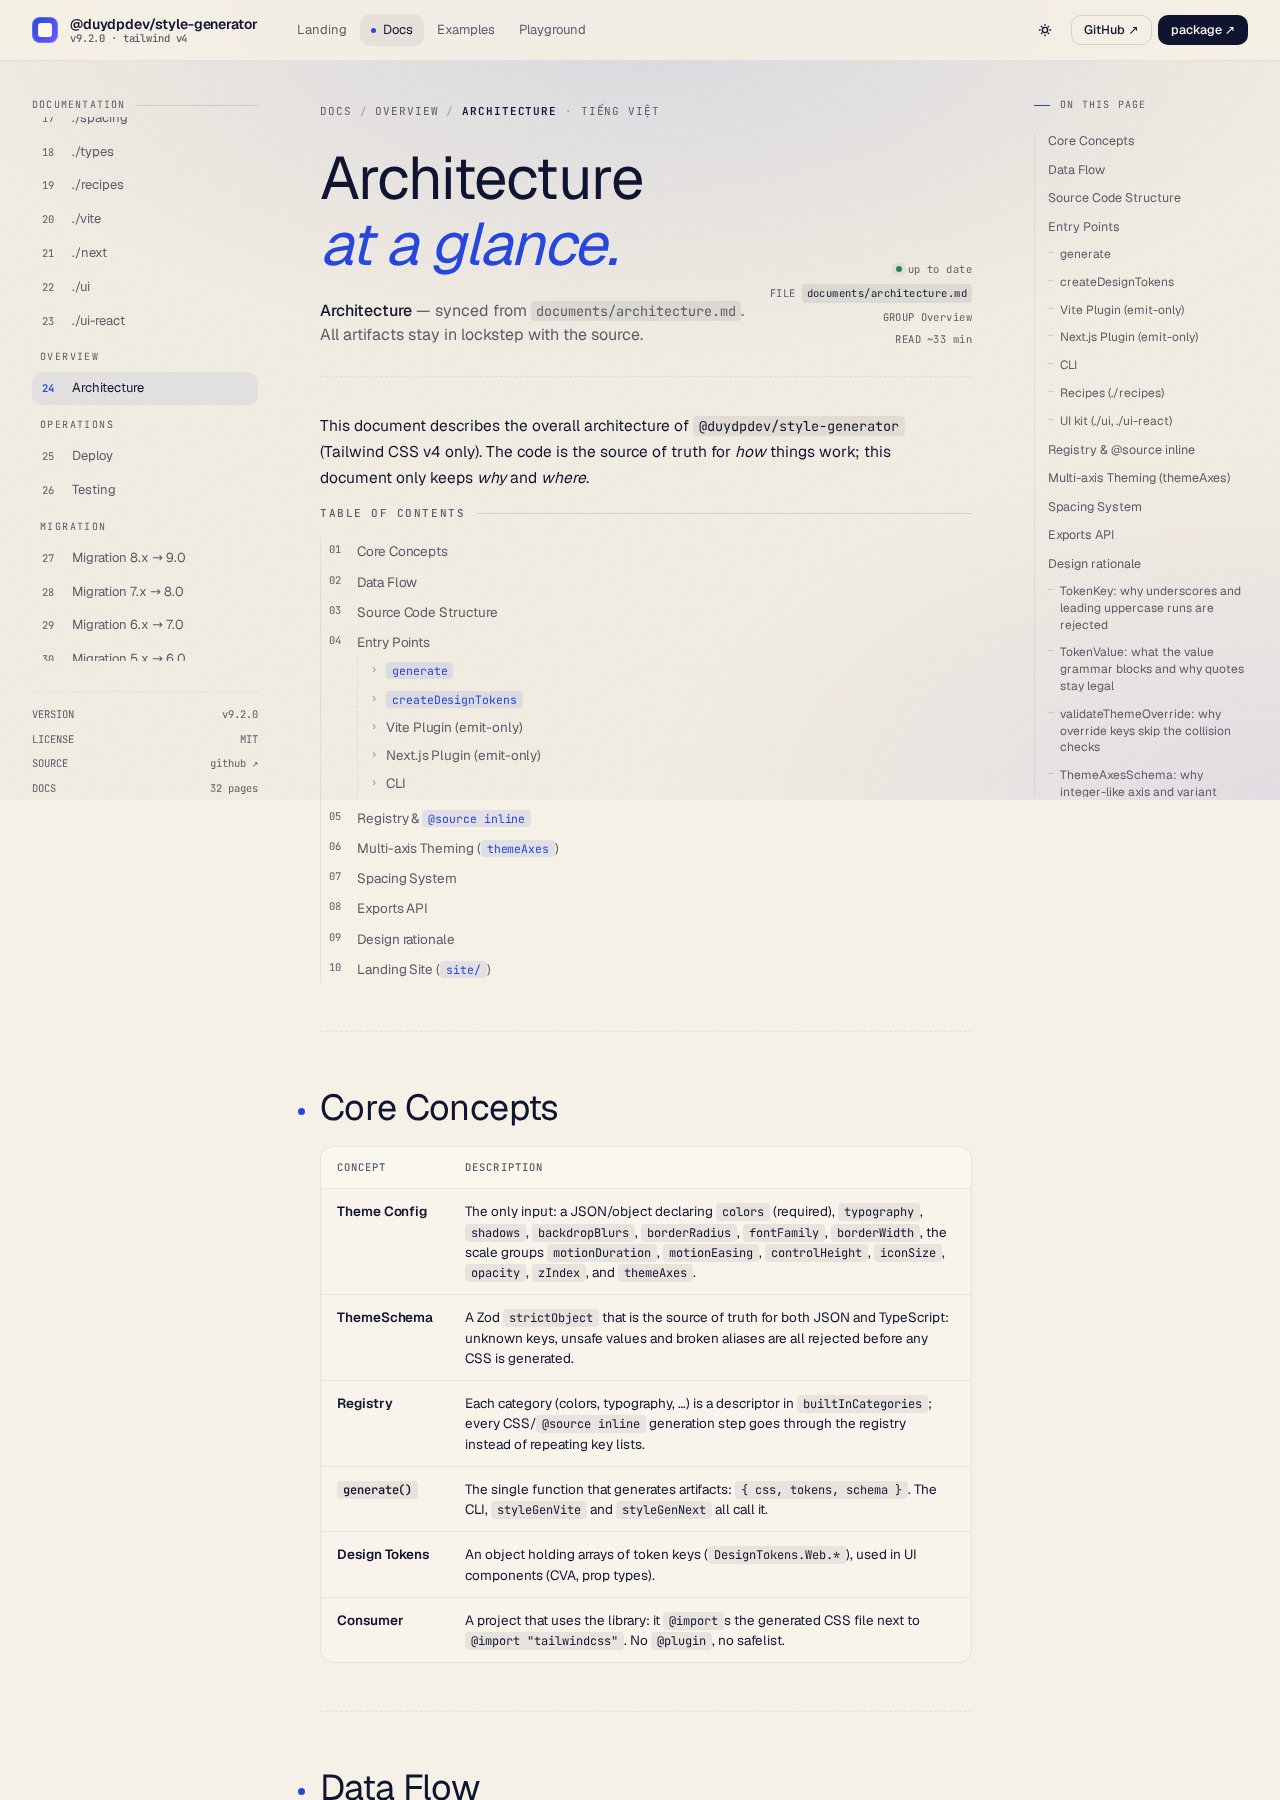 @duydpdev/style-generator
v9.2.0 · tailwind v4
Landing
Docs
Examples
Playground
GitHub ↗
package ↗
DOCUMENTATION
17 ./spacing
18 ./types
19 ./recipes
20 ./vite
21 ./next
22 ./ui
23 ./ui-react
OVERVIEW
24 Architecture
OPERATIONS
25 Deploy
26 Testing
MIGRATION
27 Migration 8.x → 9.0
28 Migration 7.x → 8.0
29 Migration 6.x → 7.0
30 Migration 5.x → 6.0
VERSION v9.2.0
LICENSE MIT
SOURCE github ↗
DOCS 32 pages
DOCS / OVERVIEW / ARCHITECTURE · TIẾNG VIỆT
Architecture
at a glance.
Architecture — synced from documents/architecture.md.
All artifacts stay in lockstep with the source.
up to date
FILE documents/architecture.md
GROUP Overview
READ ~33 min
This document describes the overall architecture of @duydpdev/style-generator
(Tailwind CSS v4 only). The code is the source of truth for how things work; this
document only keeps why and where.
TABLE OF CONTENTS
01 Core Concepts
02 Data Flow
03 Source Code Structure
04 Entry Points
› generate
› createDesignTokens
› Vite Plugin (emit-only)
› Next.js Plugin (emit-only)
› CLI
05 Registry & @source inline
06 Multi-axis Theming (themeAxes)
07 Spacing System
08 Exports API
09 Design rationale
10 Landing Site (site/)
Core Concepts
CONCEPT DESCRIPTION
Theme Config
The only input: a JSON/object declaring colors (required), typography,
shadows, backdropBlurs, borderRadius, fontFamily, borderWidth, the
scale groups motionDuration, motionEasing, controlHeight, iconSize,
opacity, zIndex, and themeAxes.
ThemeSchema
A Zod strictObject that is the source of truth for both JSON and TypeScript:
unknown keys, unsafe values and broken aliases are all rejected before any
CSS is generated.
Registry
Each category (colors, typography, …) is a descriptor in builtInCategories;
every CSS/@source inline generation step goes through the registry
instead of repeating key lists.
generate()
The single function that generates artifacts: { css, tokens, schema }. The
CLI, styleGenVite and styleGenNext all call it.
Design Tokens
An object holding arrays of token keys (DesignTokens.Web.*), used in UI
components (CVA, prop types).
Consumer
A project that uses the library: it @imports the generated CSS file next to
@import "tailwindcss". No @plugin, no safelist.
Data Flow
ON THIS PAGE
Core Concepts
Data Flow
Source Code Structure
Entry Points
generate
createDesignTokens
Vite Plugin (emit-only)
Next.js Plugin (emit-only)
CLI
Recipes (./recipes)
UI kit (./ui, ./ui-react)
Registry & @source inline
Multi-axis Theming (themeAxes)
Spacing System
Exports API
Design rationale
TokenKey: why underscores and
leading uppercase runs are
rejected
TokenValue: what the value
grammar blocks and why quotes
stay legal
validateThemeOverride: why
override keys skip the collision
checks
ThemeAxesSchema: why
integer-like axis and variant